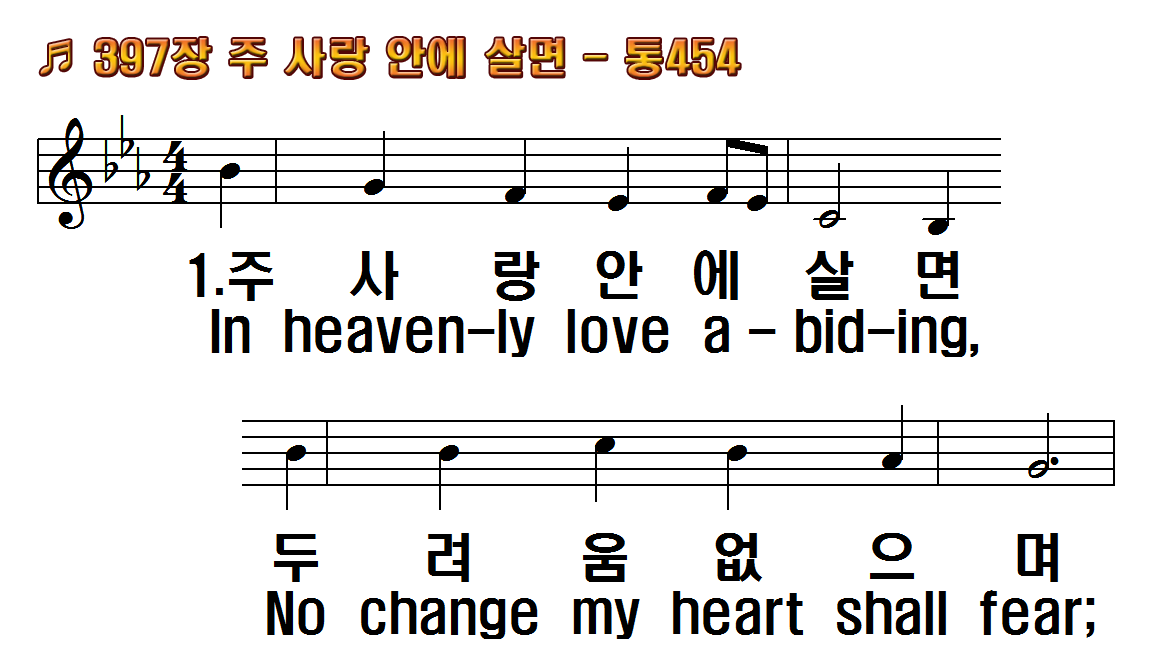 ♬ 397장 주 사랑 안에 살면 - 통454
4
4
1.주 사 랑 안 에 살 면
In heaven-ly love a - bid-ing,
두 려 움 없 으 며
No change my heart shall fear;